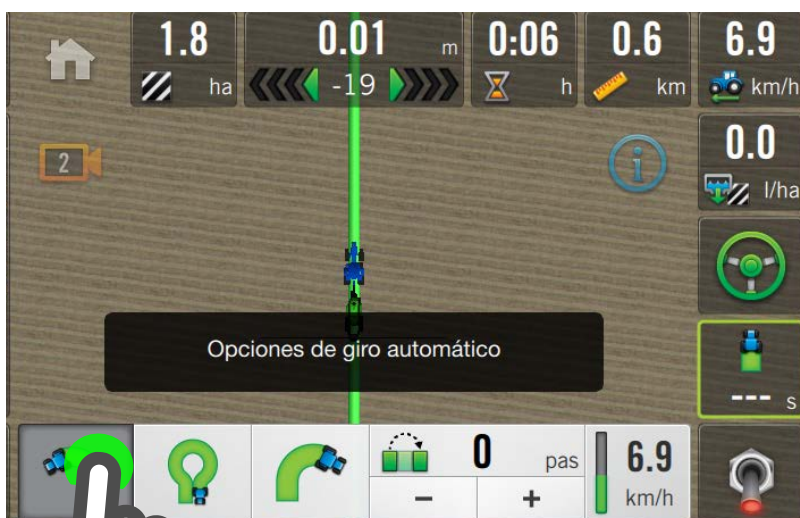 1.8
ha
0.01 m
-19
0:06
h
0.6
km
6.9
km/h
2
i
0.0
l/ha
Opciones de giro automático
--- s
0 pas
− +
6.9
km/h